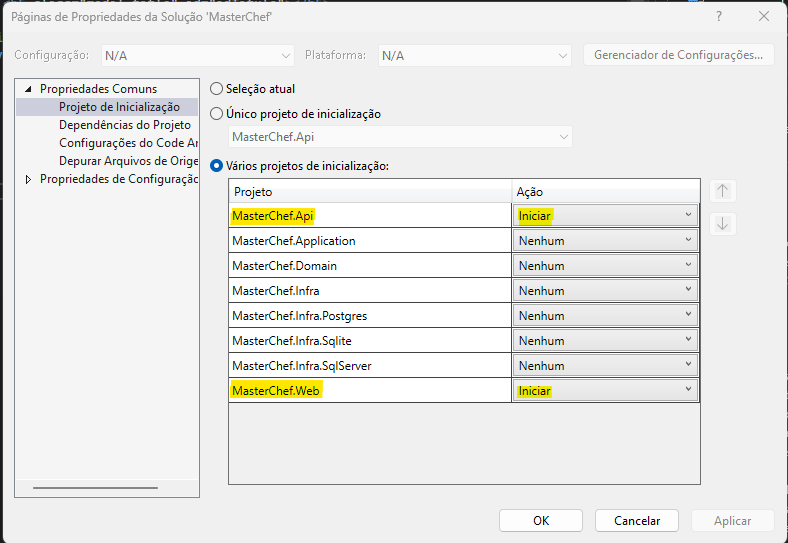 Páginas de Propriedades da Solução 'MasterChef'
?
Configuração: N/A Plataforma: N/A Gerenciador de Configurações...
Propriedades Comuns
Projeto de Inicialização
Dependências do Projeto
Configurações do Code Ar
Depurar Arquivos de Orige
Propriedades de Configuração
Seleção atual
Único projeto de inicialização
MasterChef.Api
Vários projetos de inicialização:
Projeto Ação
MasterChef.Api Iniciar
MasterChef.Application Nenhum
MasterChef.Domain Nenhum
MasterChef.Infra Nenhum
MasterChef.Infra.Postgres Nenhum
MasterChef.Infra.Sqlite Nenhum
MasterChef.Infra.SqlServer Nenhum
MasterChef.Web Iniciar
OK Cancelar Aplicar